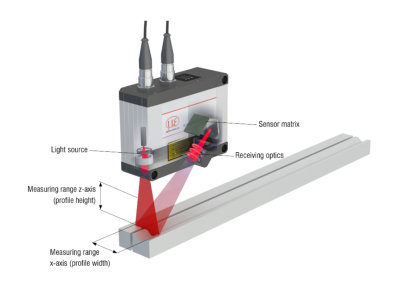 Sensor matrix
Light source
Receiving optics
Measuring range z-axis
(profile height)
Measuring range
x-axis (profile width)